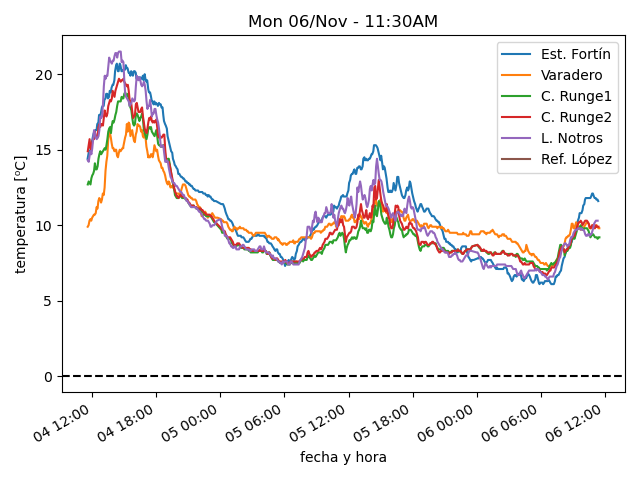 Mon 06/Nov - 11:30AM
temperatura [ºC]
20
15
10
5
0
Est. Fortín
Varadero
C. Runge1
C. Runge2
L. Notros
Ref. López
04 12:00
04 18:00
05 00:00
05 06:00
05 12:00
05 18:00
06 00:00
06 06:00
06 12:00
fecha y hora